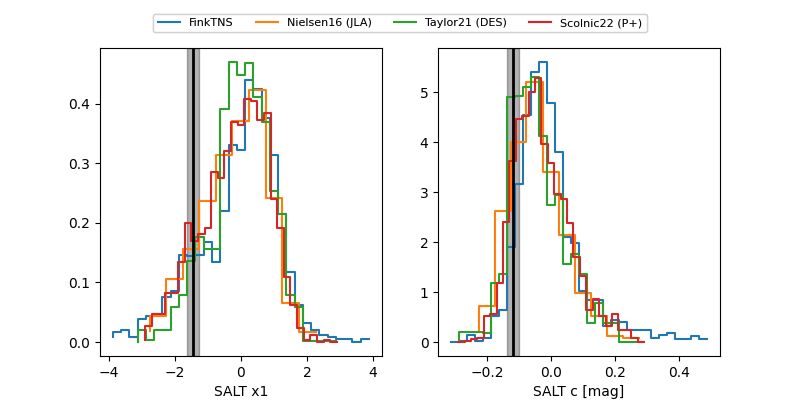 FinkTNS Nielsen16 (JLA) Taylor21 (DES) Scolnic22 (P+)
0.4
0.3
0.2
0.1
0.0
−4 −2 0 2 4
SALT x1
5
4
3
2
1
0
−0.2 0.0 0.2 0.4
SALT c [mag]